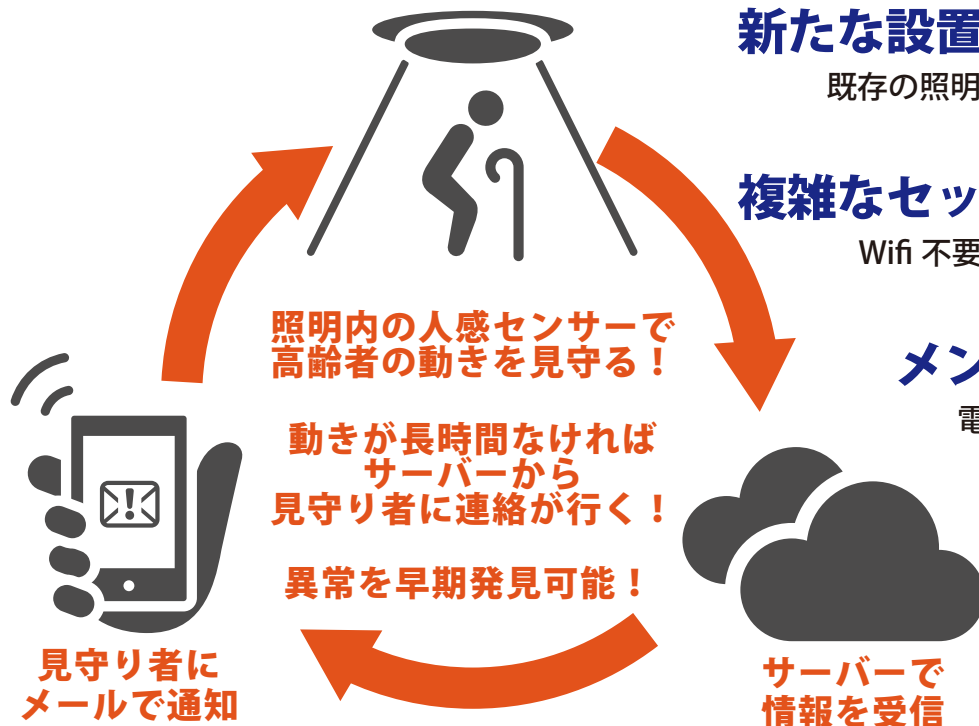 新たな設置
既存の照明
複雑なセッ
Wifi 不要
メン
電
照明内の人感センサーで
高齢者の動きを見守る！
動きが長時間なければ
サーバーから
見守り者に連絡が行く！
異常を早期発見可能！
見守り者に
メールで通知
サーバーで
情報を受信